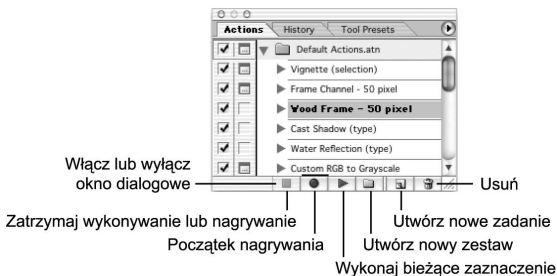 Actions
History
Tool Presets
Default Actions.atn
Vignette (selection)
Frame Channel - 50 pixel
Wood Frame - 50 pixel
Cast Shadow (type)
Water Reflection (type)
Custom RGB to Grayscale
Włącz lub wyłącz
okno dialogowe
Usuń
Zatrzymaj wykonywanie lub nagrywanie
Utwórz nowe zadanie
Początek nagrywania
Utwórz nowy zestaw
Wykonaj bieżące zaznaczenie